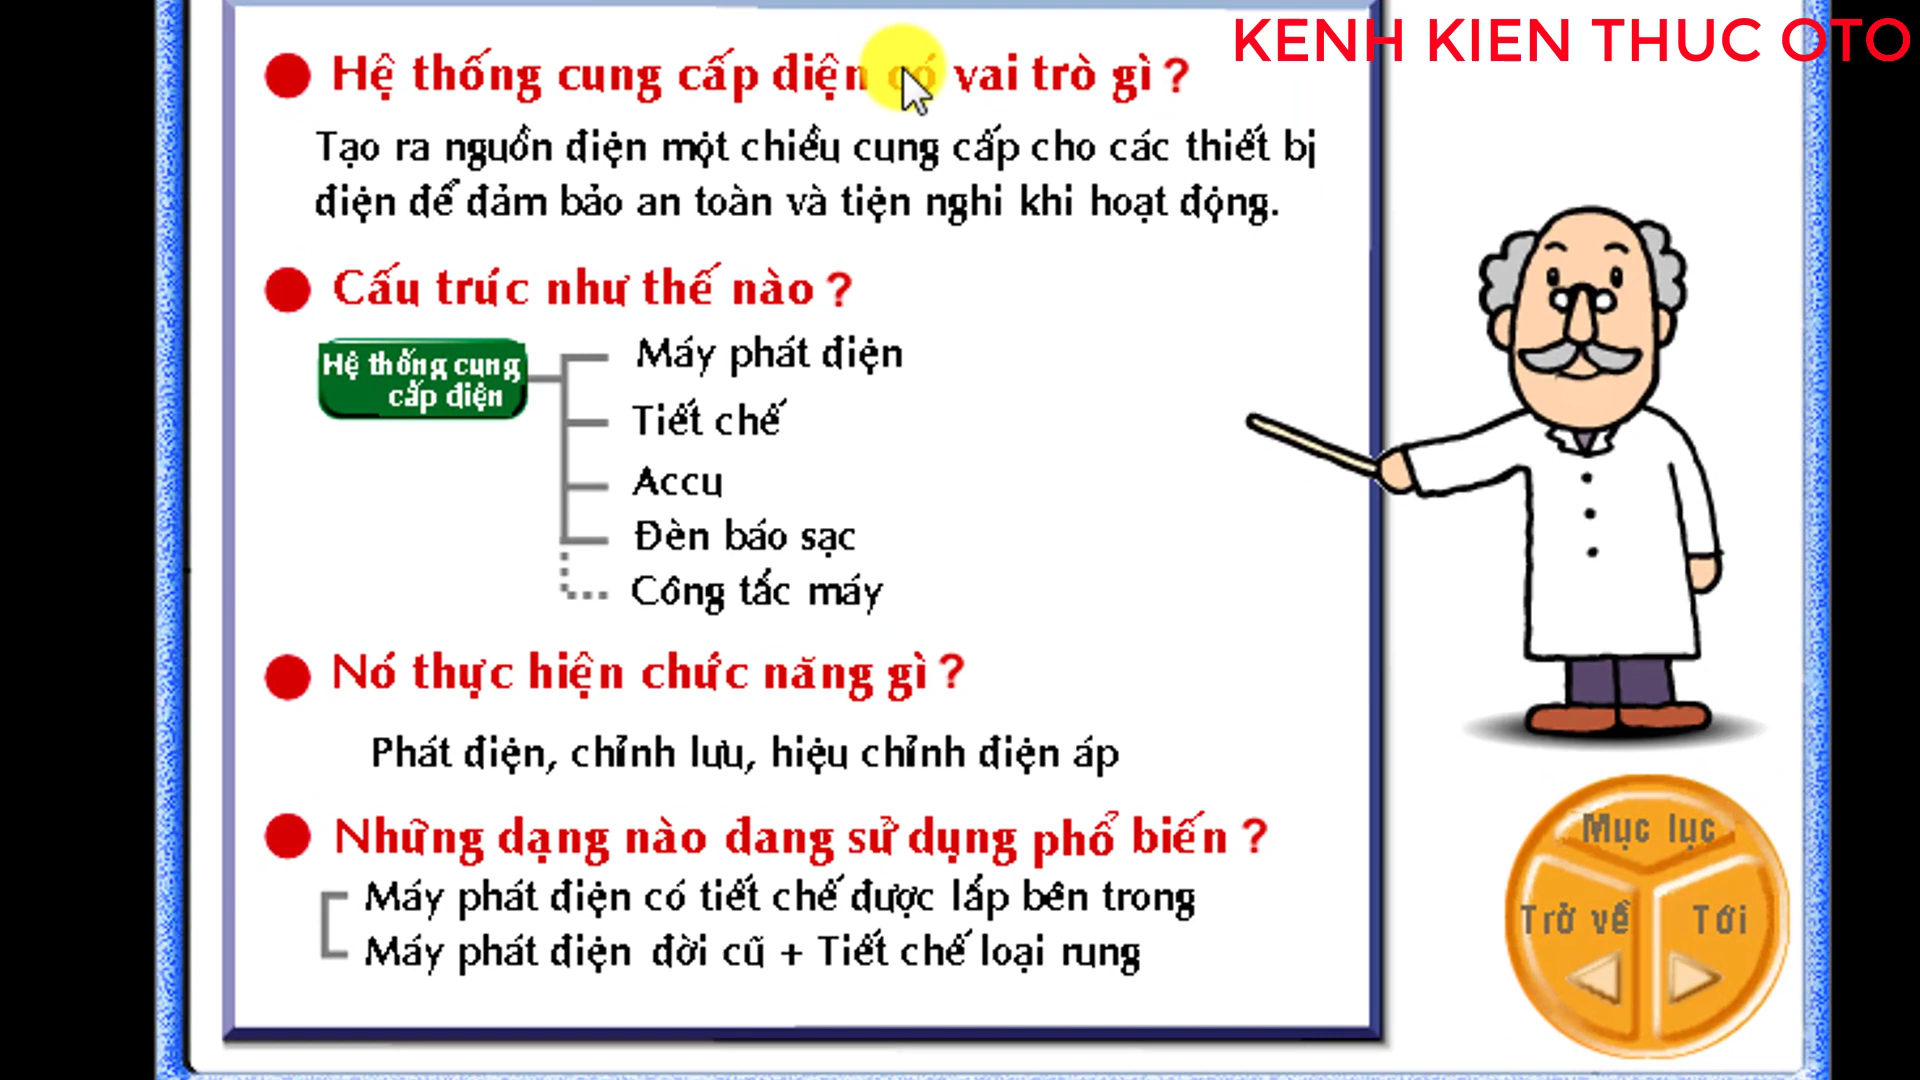 KENH KIEN THUC OTO
Hệ thống cung cấp điện có vai trò gì ?
Tạo ra nguồn điện một chiều cung cấp cho các thiết bị
điện để đảm bảo an toàn và tiện nghi khi hoạt động.
Cấu trúc như thế nào ?
Hệ thống cung
cấp điện
Máy phát điện
Tiết chế
Accu
Đèn báo sạc
Công tắc máy
Nó thực hiện chức năng gì ?
Phát điện, chỉnh lưu, hiệu chỉnh điện áp
Những dạng nào đang sử dụng phổ biến ?
Máy phát điện có tiết chế được lắp bên trong
Máy phát điện đời cũ + Tiết chế loại rung
Mục lục
Trở về
Tới